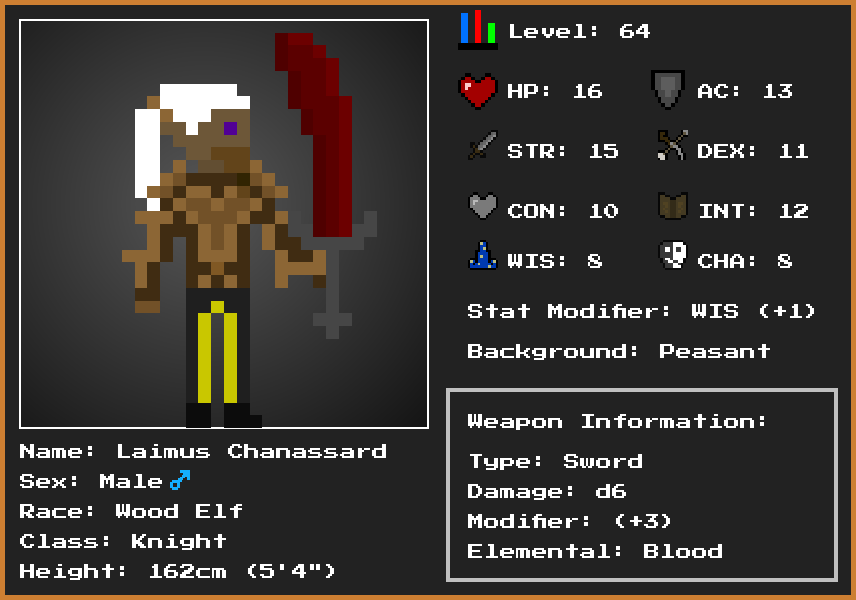 Level: 64
HP: 16
AC: 13
STR: 15
DEX: 11
CON: 10
INT: 12
WIS: 8
CHA: 8
Stat Modifier: WIS (+1)
Background: Peasant
Name: Laimus Chanassard
Sex: Male♂
Race: Wood Elf
Class: Knight
Height: 162cm (5'4")
Weapon Information:
Type: Sword
Damage: d6
Modifier: (+3)
Elemental: Blood